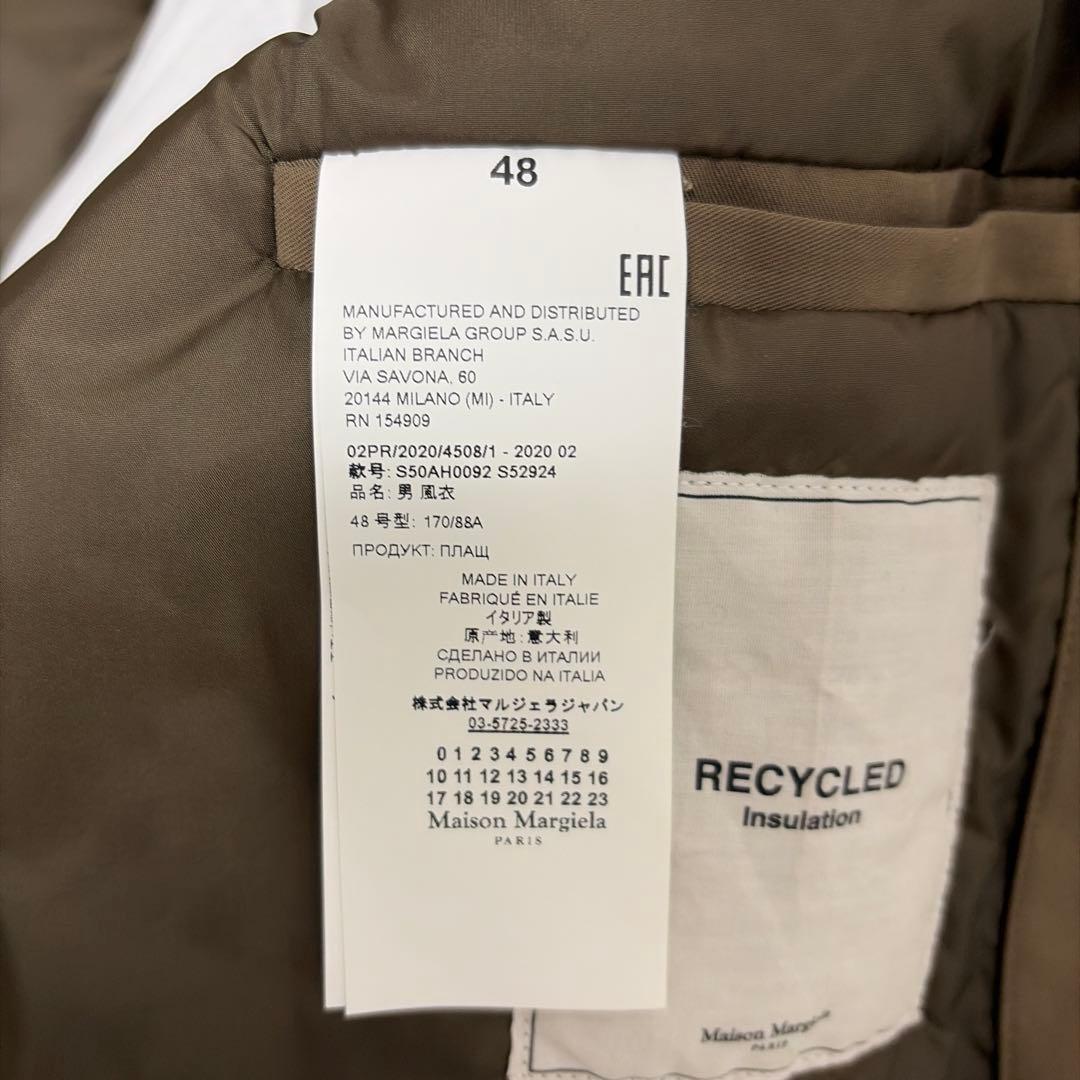 48
EAC
MANUFACTURED AND DISTRIBUTED
BY MARGIELA GROUP S.A.S.U.
ITALIAN BRANCH
VIA SAVONA, 60
20144 MILANO (MI) - ITALY
RN 154909
02PR/2020/4508/1 - 2020 02
款号: S50AH0092 S52924
品名: 男 風衣
48 号型: 170/88A
ПРОДУКТ: ПЛАЩ
MADE IN ITALY
FABRIQUÉ EN ITALIE
イタリア製
原产地: 意大利
СДЕЛАНО В ИТАЛИИ
PRODUZIDO NA ITALIA
株式会社マルジェラジャパン
03-5725-2333
0 1 2 3 4 5 6 7 8 9
10 11 12 13 14 15 16
17 18 19 20 21 22 23
Maison Margiela
PARIS
RECYCLED
Insulation
Maison Margiela
PARIS